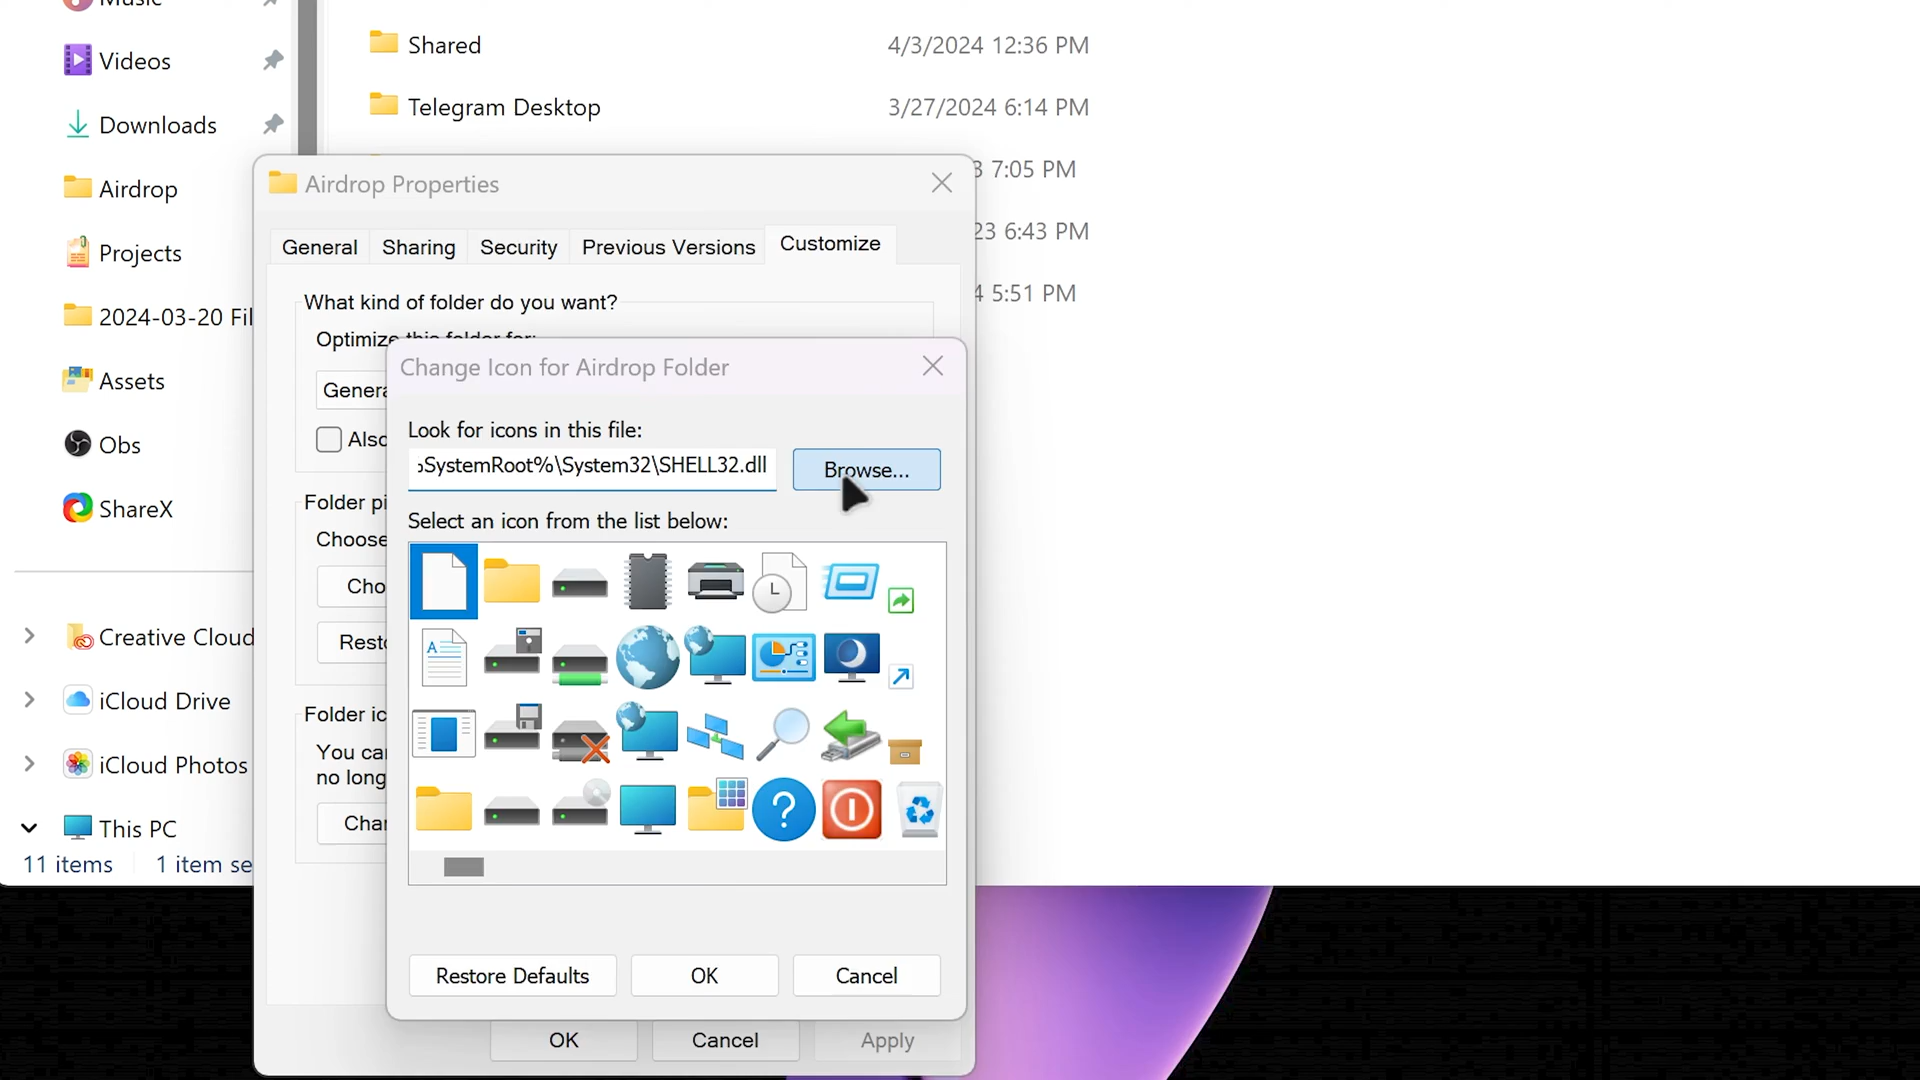 Music
Videos
Downloads
Airdrop
Projects
2024-03-20 Fil
Assets
Obs
ShareX
Creative Cloud
iCloud Drive
iCloud Photos
This PC
11 items
1 item se
Shared 4/3/2024 12:36 PM
Telegram Desktop 3/27/2024 6:14 PM
3 7:05 PM
23 6:43 PM
4 5:51 PM
Airdrop Properties
General Sharing Security Previous Versions Customize
What kind of folder do you want?
Optimize this folder for:
Genera
Also
Folder pi
Choose
Cho
Resto
Folder ic
You can
no long
Chan
Change Icon for Airdrop Folder
Look for icons in this file:
SystemRoot%\System32\SHELL32.dll
Browse...
Select an icon from the list below:
Restore Defaults OK Cancel
OK Cancel Apply